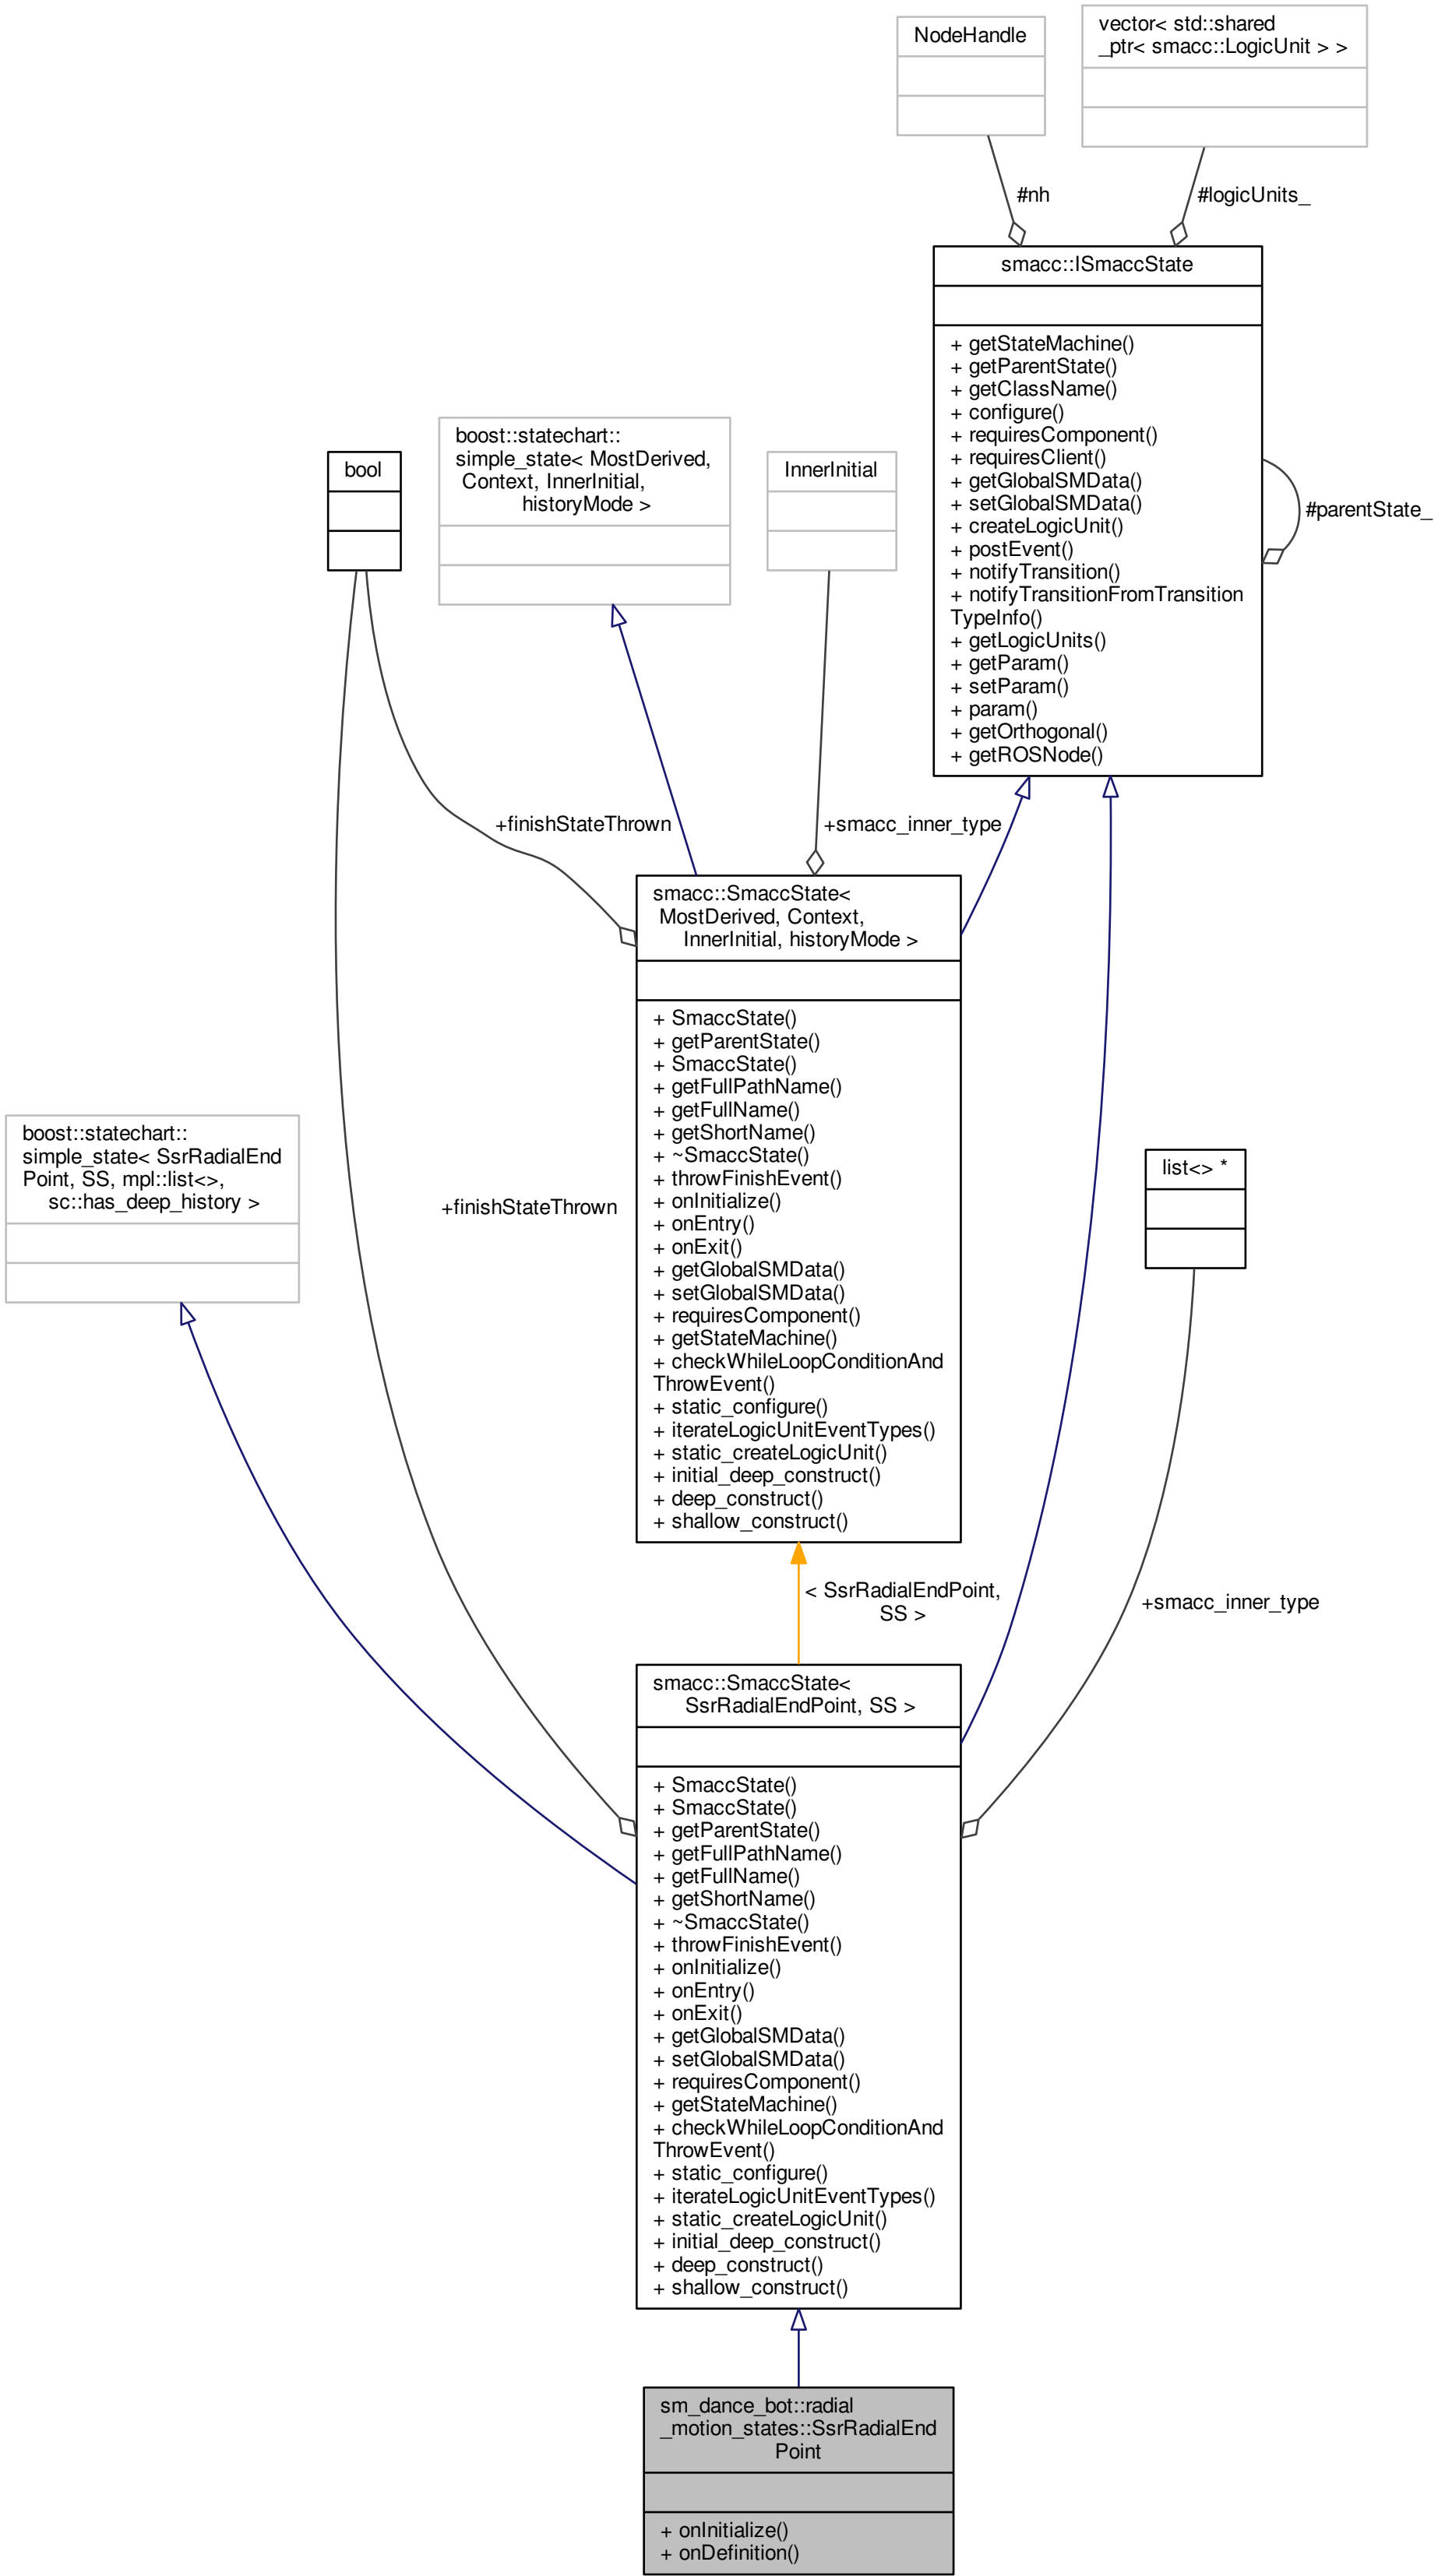 NodeHandle
vector< std::shared
_ptr< smacc::LogicUnit > >
#nh
#logicUnits_
smacc::ISmaccState
+ getStateMachine()
+ getParentState()
+ getClassName()
+ configure()
+ requiresComponent()
+ requiresClient()
+ getGlobalSMData()
+ setGlobalSMData()
+ createLogicUnit()
+ postEvent()
+ notifyTransition()
+ notifyTransitionFromTransition
TypeInfo()
+ getLogicUnits()
+ getParam()
+ setParam()
+ param()
+ getOrthogonal()
+ getROSNode()
#parentState_
boost::statechart::
simple_state< MostDerived,
Context, InnerInitial,
historyMode >
bool
InnerInitial
+finishStateThrown
+smacc_inner_type
smacc::SmaccState<
MostDerived, Context,
InnerInitial, historyMode >
+ SmaccState()
+ getParentState()
+ SmaccState()
+ getFullPathName()
+ getFullName()
+ getShortName()
+ ~SmaccState()
+ throwFinishEvent()
+ onInitialize()
+ onEntry()
+ onExit()
+ getGlobalSMData()
+ setGlobalSMData()
+ requiresComponent()
+ getStateMachine()
+ checkWhileLoopConditionAnd
ThrowEvent()
+ static_configure()
+ iterateLogicUnitEventTypes()
+ static_createLogicUnit()
+ initial_deep_construct()
+ deep_construct()
+ shallow_construct()
boost::statechart::
simple_state< SsrRadialEnd
Point, SS, mpl::list<>,
sc::has_deep_history >
+finishStateThrown
list<> *
< SsrRadialEndPoint,
SS >
+smacc_inner_type
smacc::SmaccState<
SsrRadialEndPoint, SS >
+ SmaccState()
+ SmaccState()
+ getParentState()
+ getFullPathName()
+ getFullName()
+ getShortName()
+ ~SmaccState()
+ throwFinishEvent()
+ onInitialize()
+ onEntry()
+ onExit()
+ getGlobalSMData()
+ setGlobalSMData()
+ requiresComponent()
+ getStateMachine()
+ checkWhileLoopConditionAnd
ThrowEvent()
+ static_configure()
+ iterateLogicUnitEventTypes()
+ static_createLogicUnit()
+ initial_deep_construct()
+ deep_construct()
+ shallow_construct()
sm_dance_bot::radial
_motion_states::SsrRadialEnd
Point
+ onInitialize()
+ onDefinition()